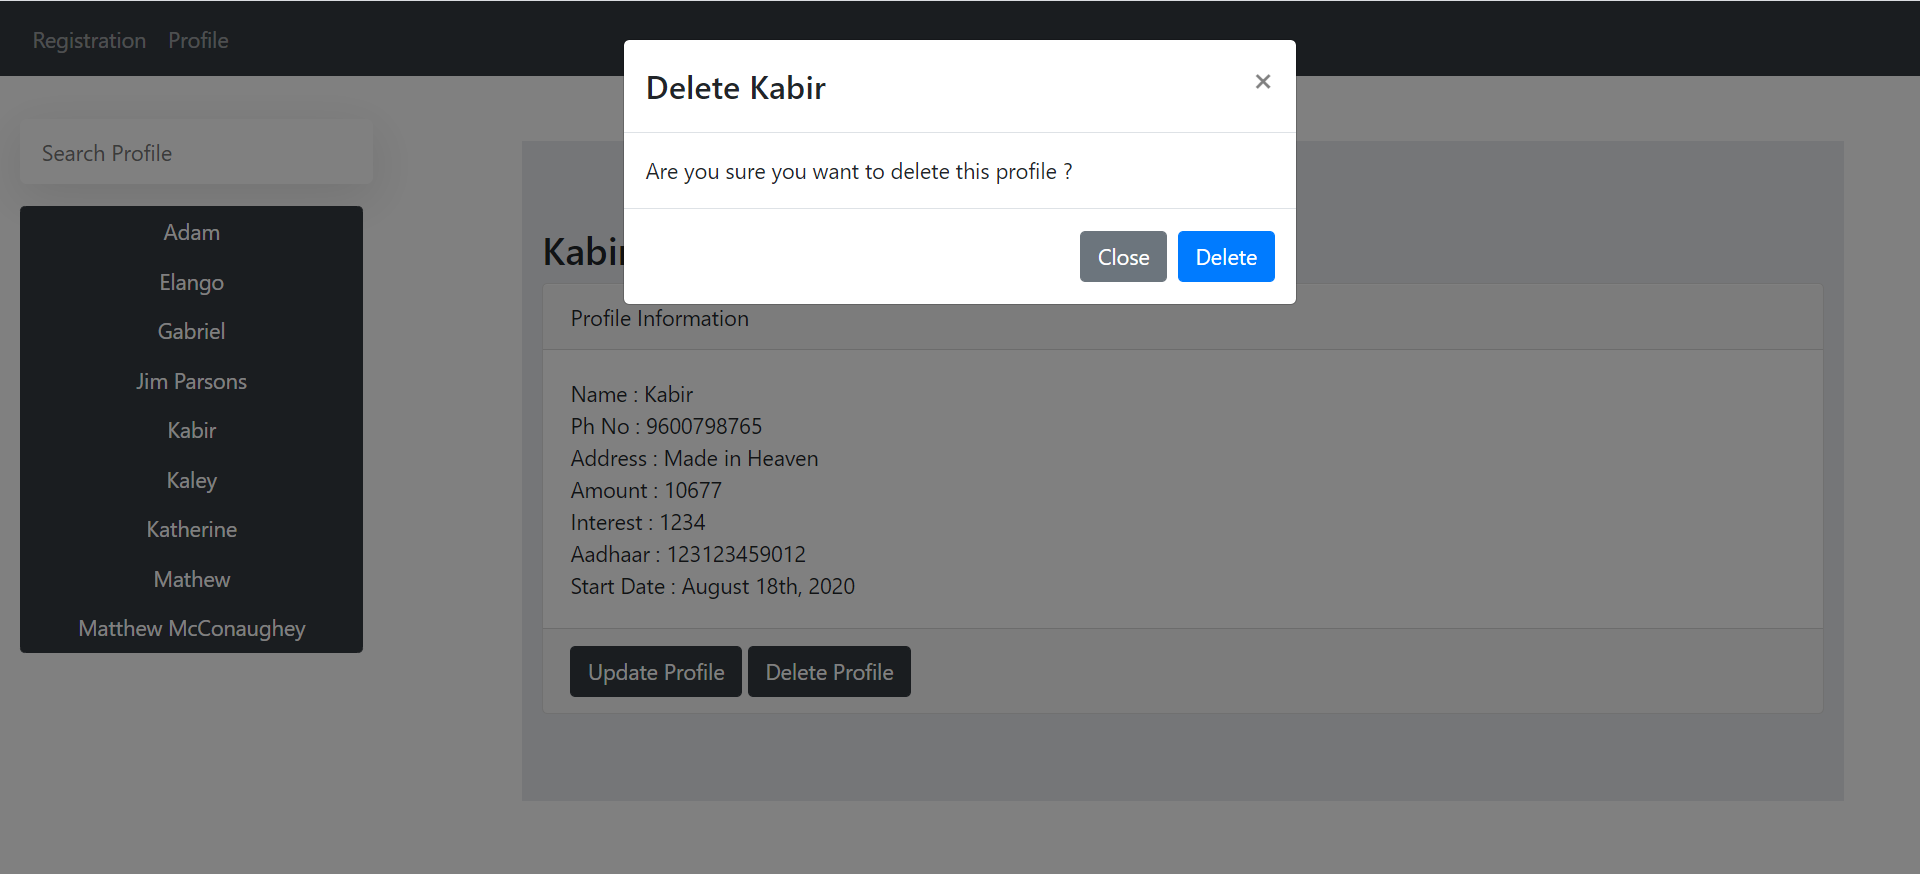 Registration Profile
Delete Kabir ×
Are you sure you want to delete this profile ?
Close Delete
Search Profile
Adam
Elango
Gabriel
Jim Parsons
Kabir
Kaley
Katherine
Mathew
Matthew McConaughey
Kabir
Profile Information
Name : Kabir
Ph No : 9600798765
Address : Made in Heaven
Amount : 10677
Interest : 1234
Aadhaar : 123123459012
Start Date : August 18th, 2020
Update Profile Delete Profile